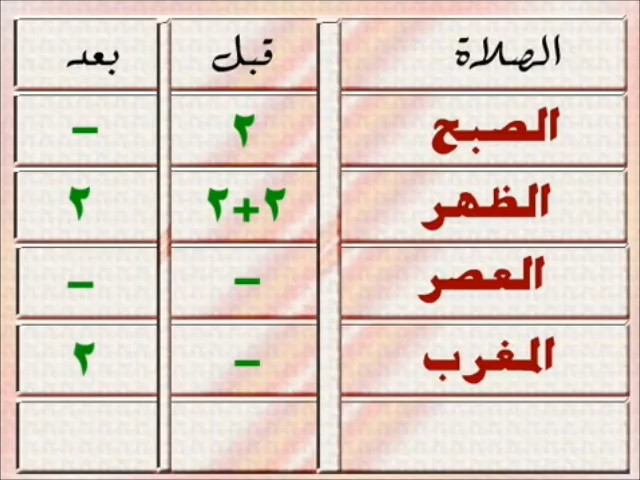 الصلاة قبل بعد
الصبح ٢ –
الظهر ٢+٢ ٢
العصر – –
المغرب – ٢